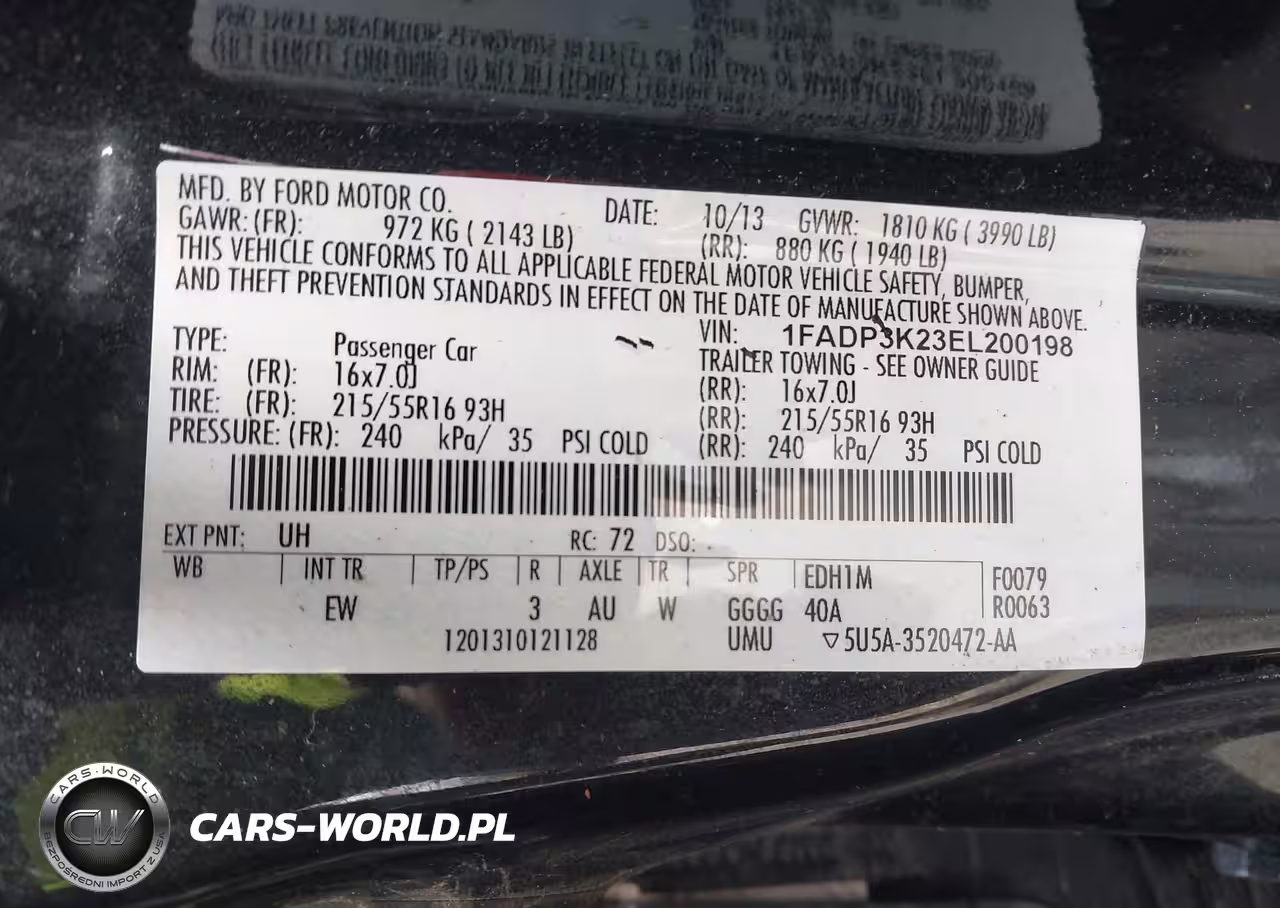 MFD. BY FORD MOTOR CO. DATE: 10/13 GVWR: 1810 KG ( 3990 LB)
GAWR: (FR): 972 KG ( 2143 LB) (RR): 880 KG ( 1940 LB)
THIS VEHICLE CONFORMS TO ALL APPLICABLE FEDERAL MOTOR VEHICLE SAFETY, BUMPER,
AND THEFT PREVENTION STANDARDS IN EFFECT ON THE DATE OF MANUFACTURE SHOWN ABOVE.
VIN: 1FADP3K23EL200198
TYPE: Passenger Car TRAILER TOWING - SEE OWNER GUIDE
RIM: (FR): 16x7.0J (RR): 16x7.0J
TIRE: (FR): 215/55R16 93H (RR): 215/55R16 93H
PRESSURE: (FR): 240 kPa/ 35 PSI COLD (RR): 240 kPa/ 35 PSI COLD
EXT PNT: UH RC: 72 DSO:
WB INT TR TP/PS R AXLE TR SPR EDH1M F0079
EW 3 AU W GGGG 40A R0063
1201310121128 UMU ▽5U5A-3520472-AA
CARS-WORLD
CW
BEZPOŚREDNI IMPORT Z USA
CARS-WORLD.PL